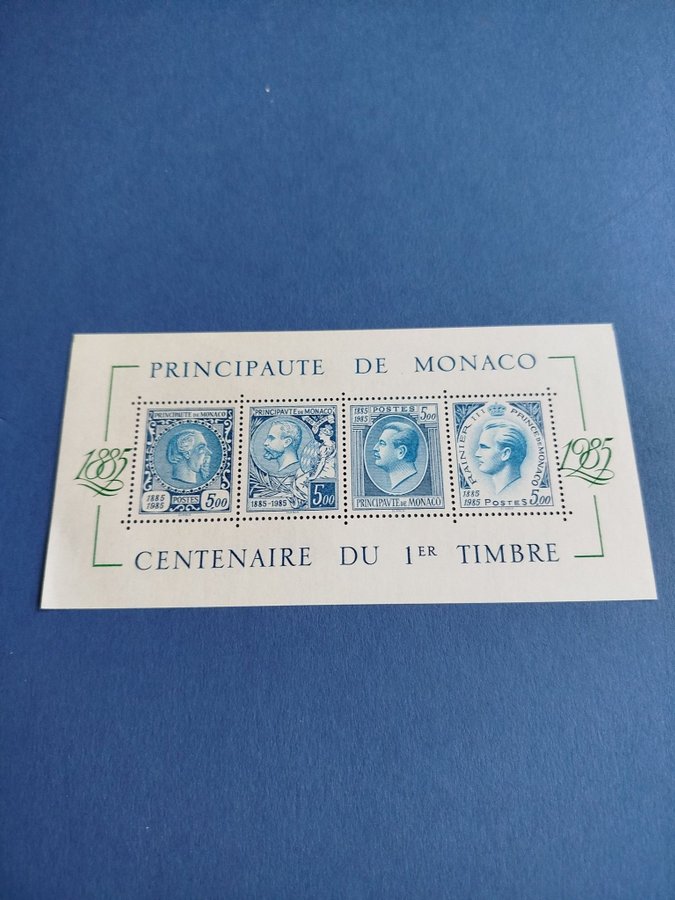 PRINCIPAUTE DE MONACO
1885
1985
PRINCIPAUTE DE MONACO
1885
1985
POSTES
5,00
PRINCIPAVTE DE MONACO
1885-1985
5,00
1885
1985
POSTES
5,00
PRINCIPAVTE DE MONACO
RAINIER III PRINCE DE MONACO
1885
1985
POSTES
5,00
CENTENAIRE DU 1ER TIMBRE